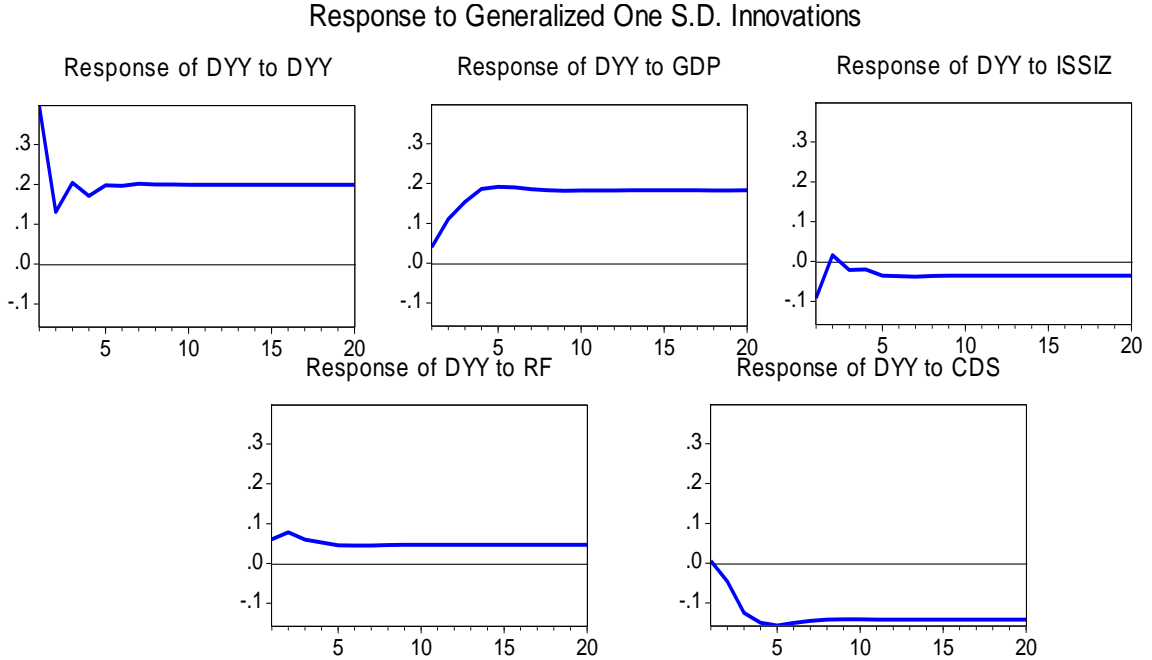 Response to Generalized One S.D. Innovations
Response of DYY to DYY
.3
.2
.1
.0
-.1
5 10 15 20
Response of DYY to GDP
.3
.2
.1
.0
-.1
5 10 15 20
Response of DYY to ISSIZ
.3
.2
.1
.0
-.1
5 10 15 20
Response of DYY to RF
.3
.2
.1
.0
-.1
5 10 15 20
Response of DYY to CDS
.3
.2
.1
.0
-.1
5 10 15 20